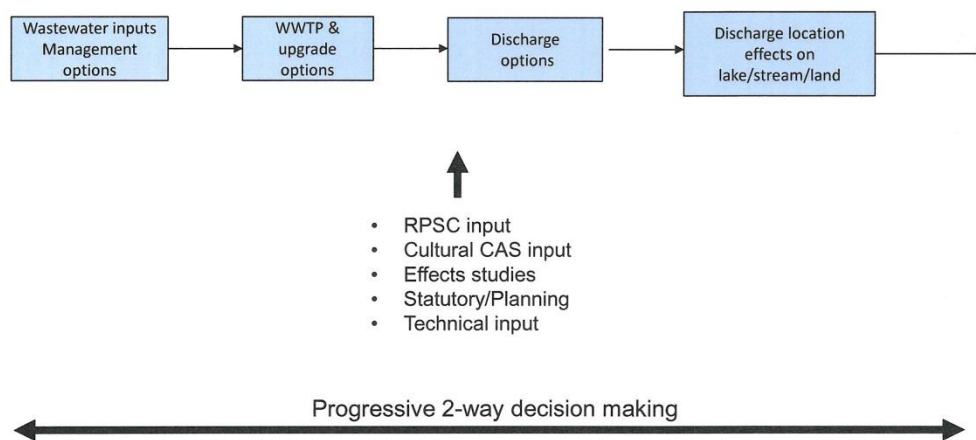 Wastewater inputs
Management
options
WWTP &
upgrade
options
Discharge
options
Discharge location
effects on
lake/stream/land
• RPSC input
• Cultural CAS input
• Effects studies
• Statutory/Planning
• Technical input
Progressive 2-way decision making